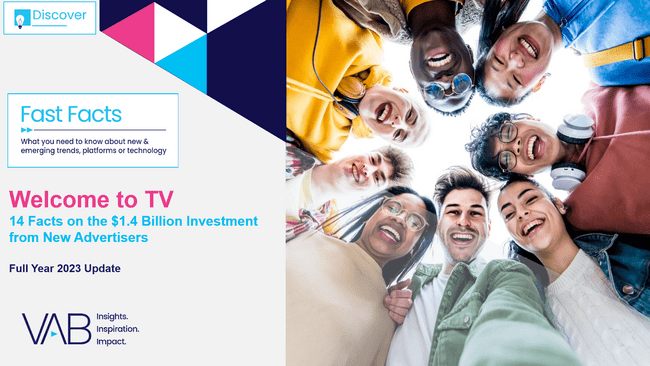 Discover
Fast Facts
What you need to know about new &
emerging trends, platforms or technology
Welcome to TV
14 Facts on the $1.4 Billion Investment
from New Advertisers
Full Year 2023 Update
VAB
Insights.
Inspiration.
Impact.